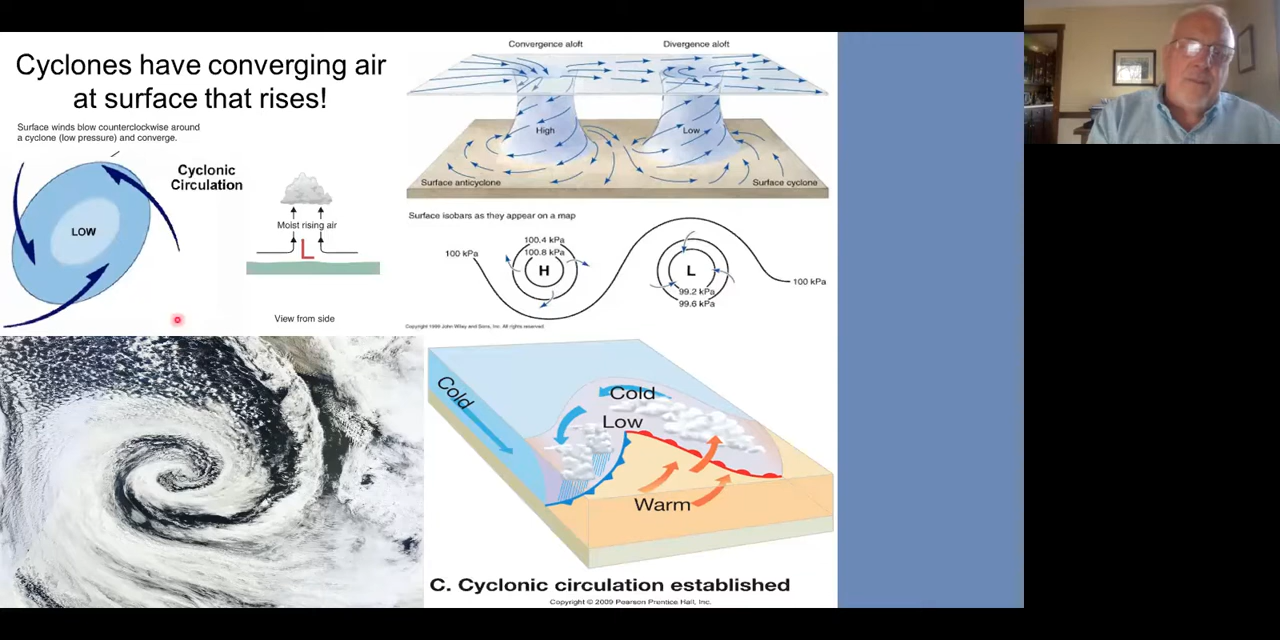 Cyclones have converging air
at surface that rises!
Surface winds blow counterclockwise around
a cyclone (low pressure) and converge.
Cyclonic
Circulation
LOW
Moist rising air
L
View from side
Convergence aloft
Divergence aloft
High
Low
Surface anticyclone
Surface cyclone
Surface isobars as they appear on a map
100 kPa
100.4 kPa
100.8 kPa
H
L
99.2 kPa
99.6 kPa
100 kPa
Copyright 1999 John Wiley and Sons, Inc. All rights reserved.
Cold
Cold
Low
Warm
C. Cyclonic circulation established
Copyright © 2009 Pearson Prentice Hall, Inc.